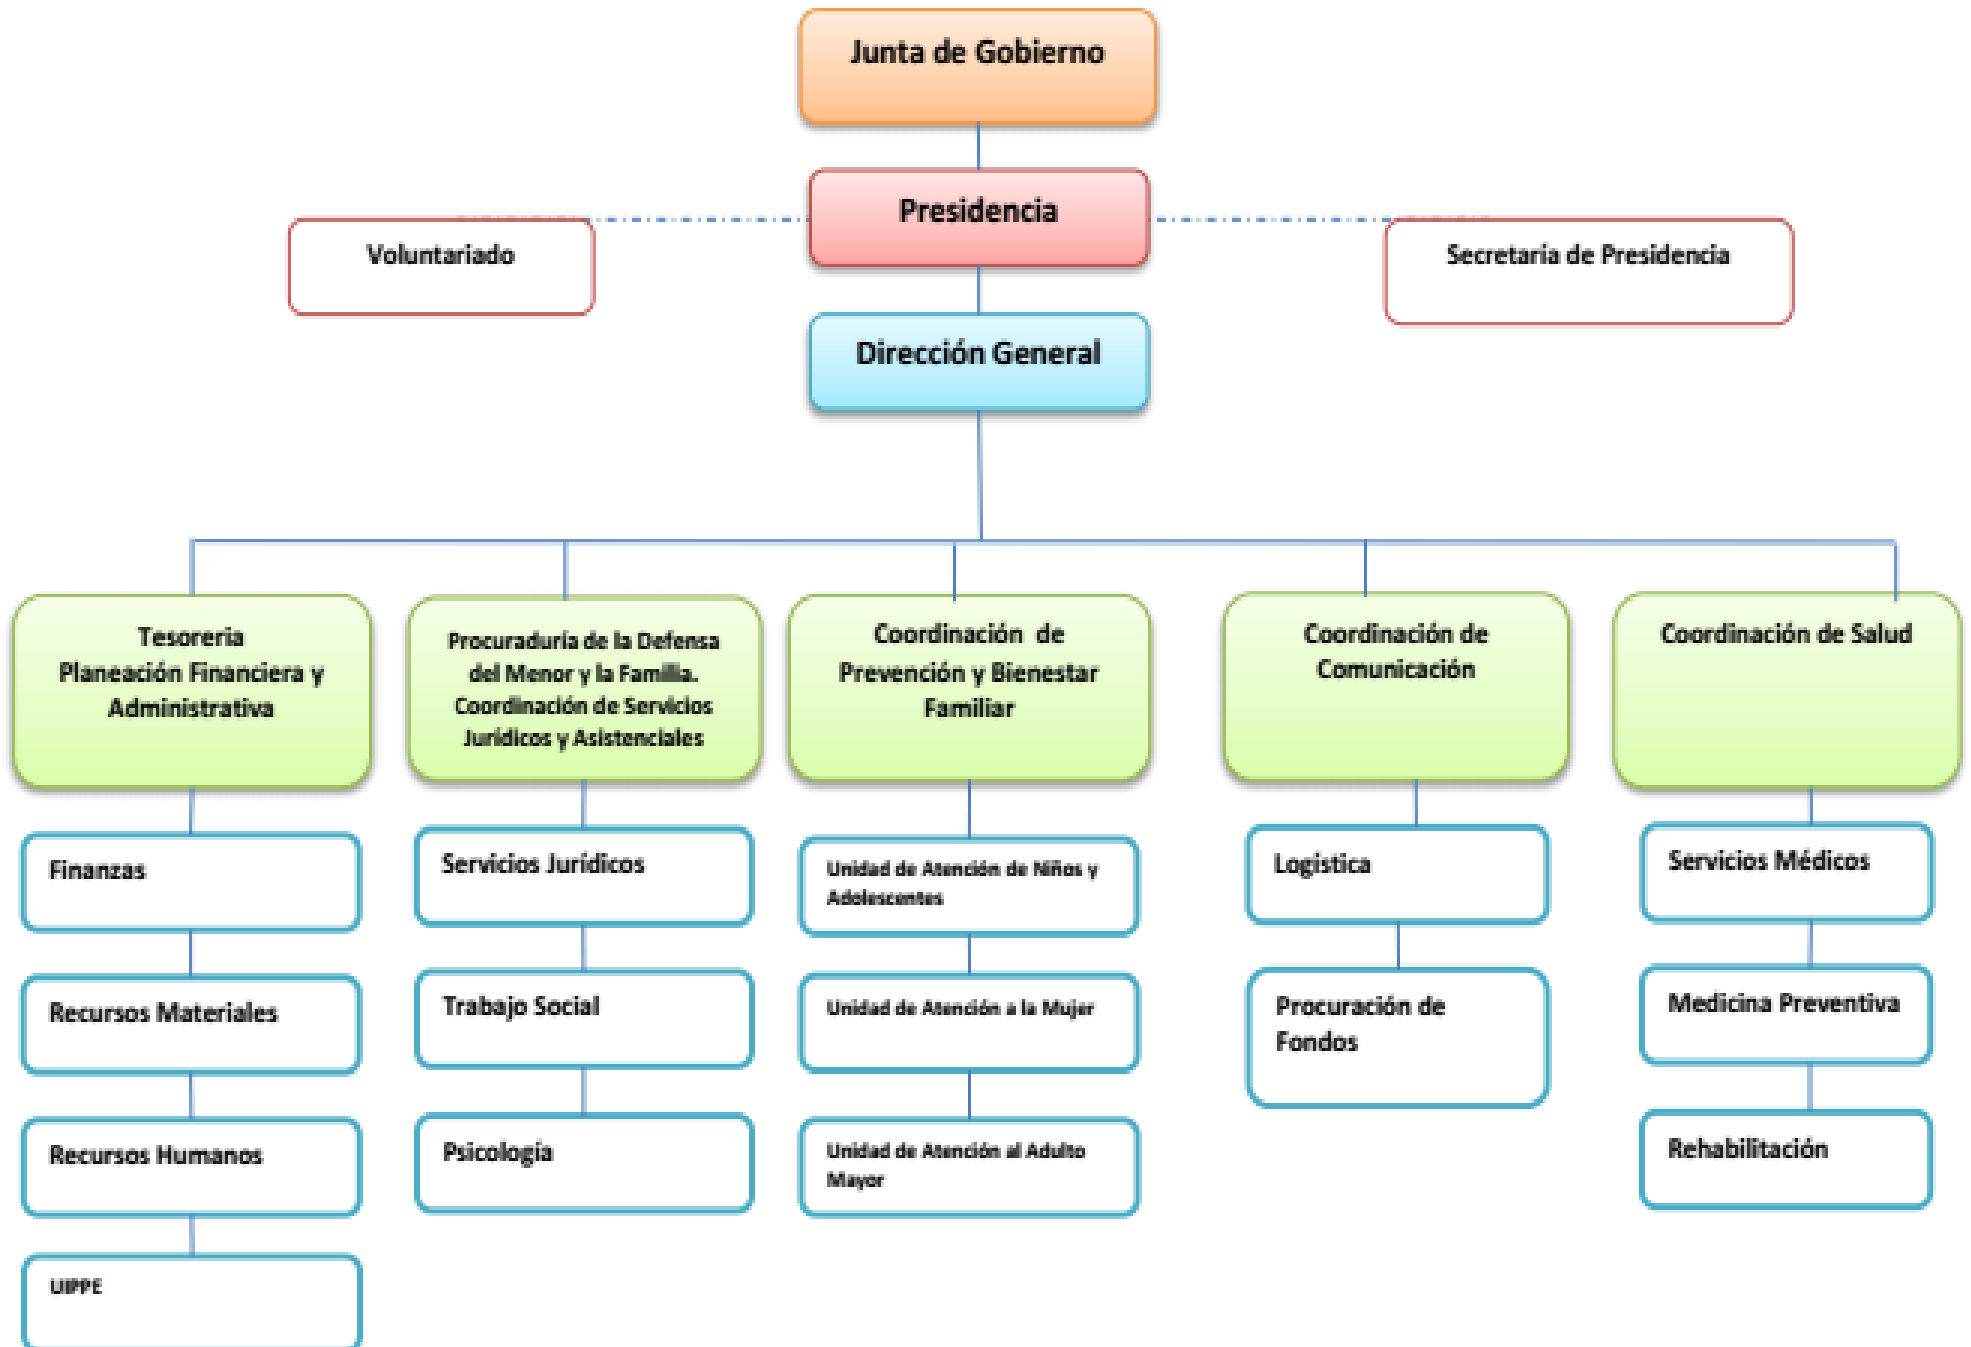 Junta de Gobierno
Presidencia
Voluntariado
Secretaría de Presidencia
Dirección General
Tesoreria
Planeación Financiera y
Administrativa
Procuraduría de la Defensa
del Menor y la Familia.
Coordinación de Servicios
Jurídicos y Asistenciales
Coordinación de
Prevención y Bienestar
Familiar
Coordinación de
Comunicación
Coordinación de Salud
Finanzas
Recursos Materiales
Recursos Humanos
UIPPE
Servicios Jurídicos
Trabajo Social
Psicología
Unidad de Atención de Niños y
Adolescentes
Unidad de Atención a la Mujer
Unidad de Atención al Adulto
Mayor
Logística
Procuración de
Fondos
Servicios Médicos
Medicina Preventiva
Rehabilitación